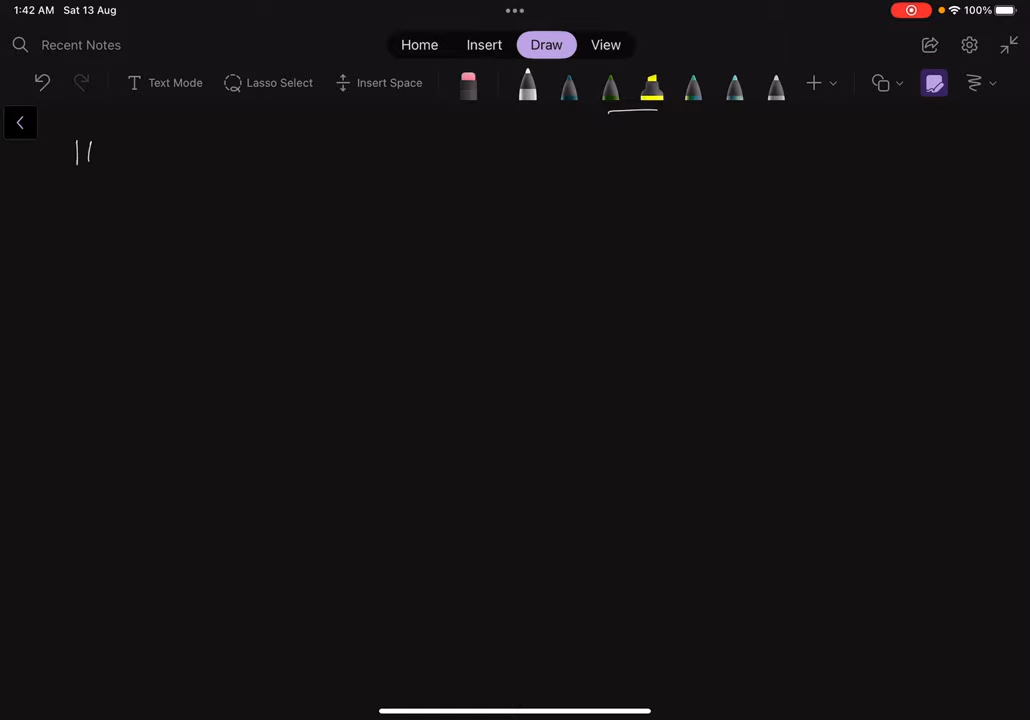 1:42 AM Sat 13 Aug 100%
Recent Notes Home Insert Draw View
Text Mode Lasso Select Insert Space